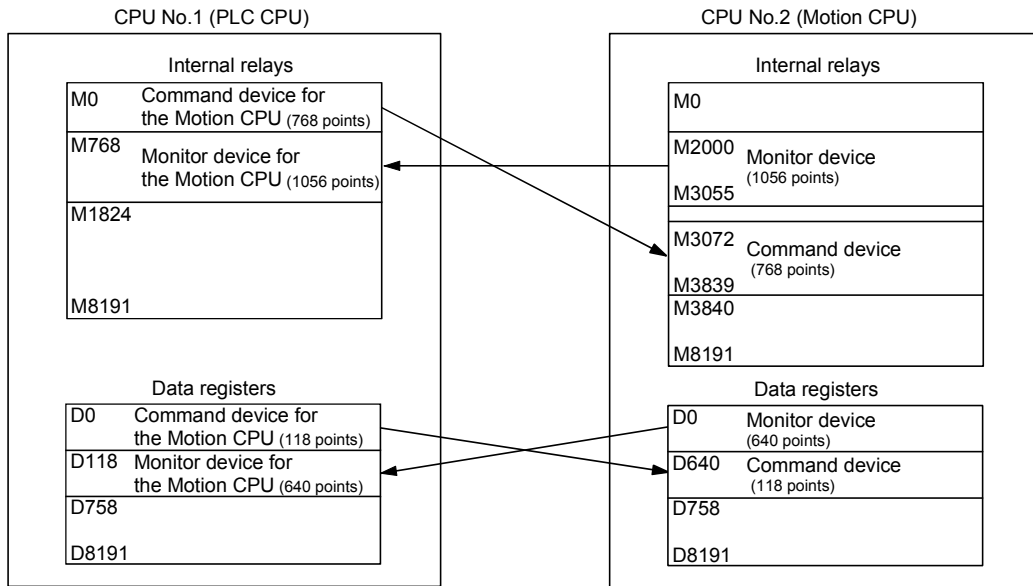 CPU No.1 (PLC CPU)
Internal relays
M0 Command device for
the Motion CPU (768 points)
M768
Monitor device for
the Motion CPU (1056 points)
M1824
M8191
Data registers
D0 Command device for
the Motion CPU (118 points)
D118 Monitor device for
the Motion CPU (640 points)
D758
D8191
CPU No.2 (Motion CPU)
Internal relays
M0
M2000
Monitor device
(1056 points)
M3055
M3072
Command device
(768 points)
M3839
M3840
M8191
Data registers
D0 Monitor device
(640 points)
D640 Command device
(118 points)
D758
D8191